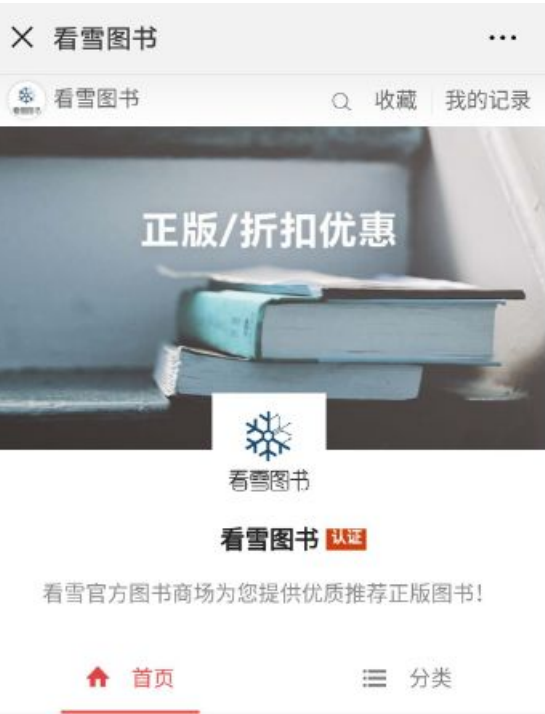 看雪图书
看雪图书 收藏 我的记录
正版/折扣优惠
看雪图书
看雪图书 认证
看雪官方图书商场为您提供优质推荐正版图书!
首页 分类